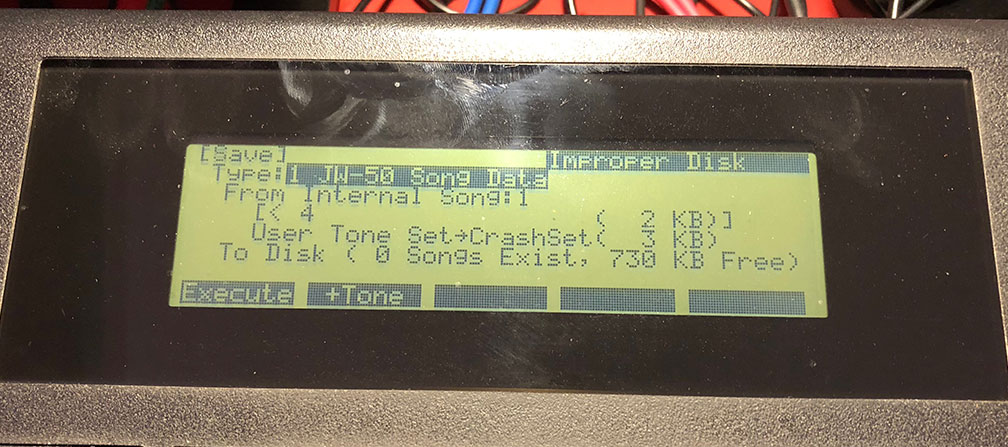 [Save] Improper Disk
Type:1 JW-50 Song Data
From Internal Song:1
[< 4 ( 2 KB)]
User Tone Set→CrashSet( 3 KB)
To Disk ( 0 Songs Exist, 730 KB Free)
Execute +Tone